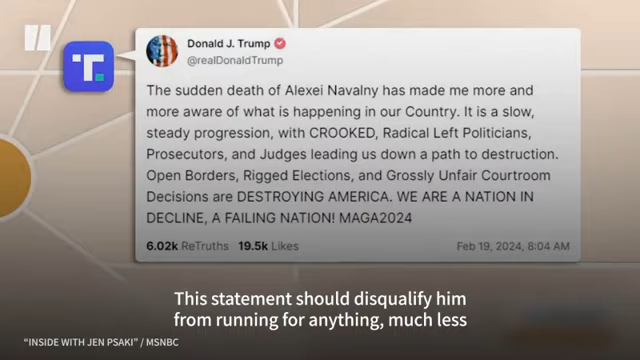 Donald J. Trump
@realDonaldTrump
The sudden death of Alexei Navalny has made me more and
more aware of what is happening in our Country. It is a slow,
steady progression, with CROOKED, Radical Left Politicians,
Prosecutors, and Judges leading us down a path to destruction.
Open Borders, Rigged Elections, and Grossly Unfair Courtroom
Decisions are DESTROYING AMERICA. WE ARE A NATION IN
DECLINE, A FAILING NATION! MAGA2024
6.02k ReTruths 19.5k Likes Feb 19, 2024, 8:04 AM
This statement should disqualify him
from running for anything, much less
“INSIDE WITH JEN PSAKI” / MSNBC